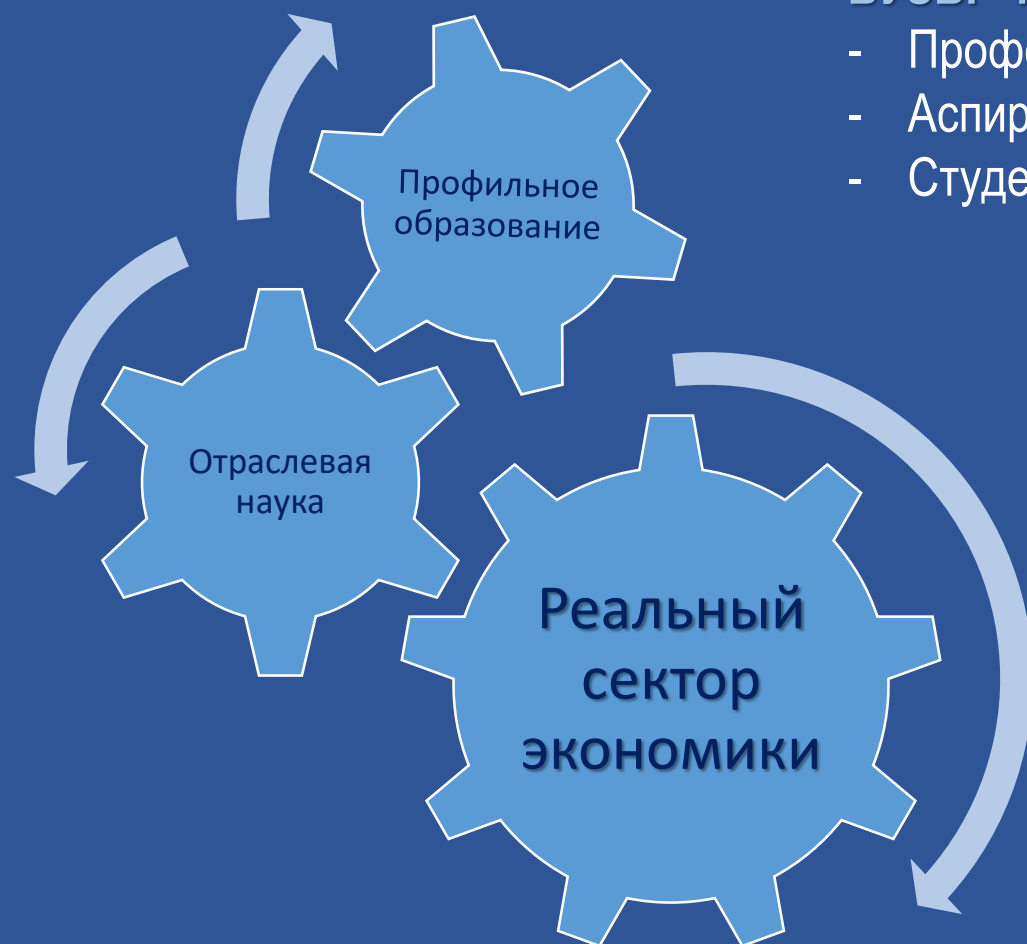 Профильное
образование
Отраслевая
наука
Реальный
сектор
экономики